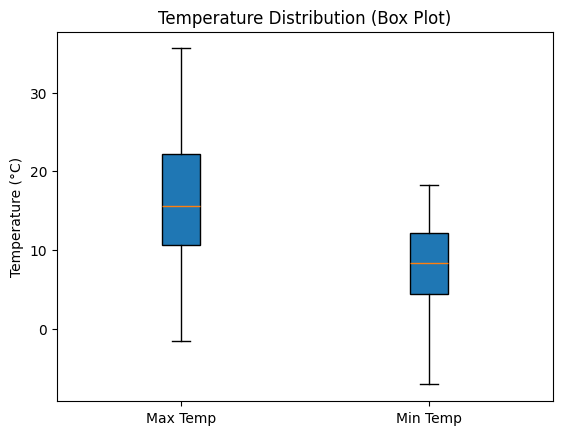 Temperature Distribution (Box Plot)
Temperature (°C)
30
20
10
0
Max Temp
Min Temp